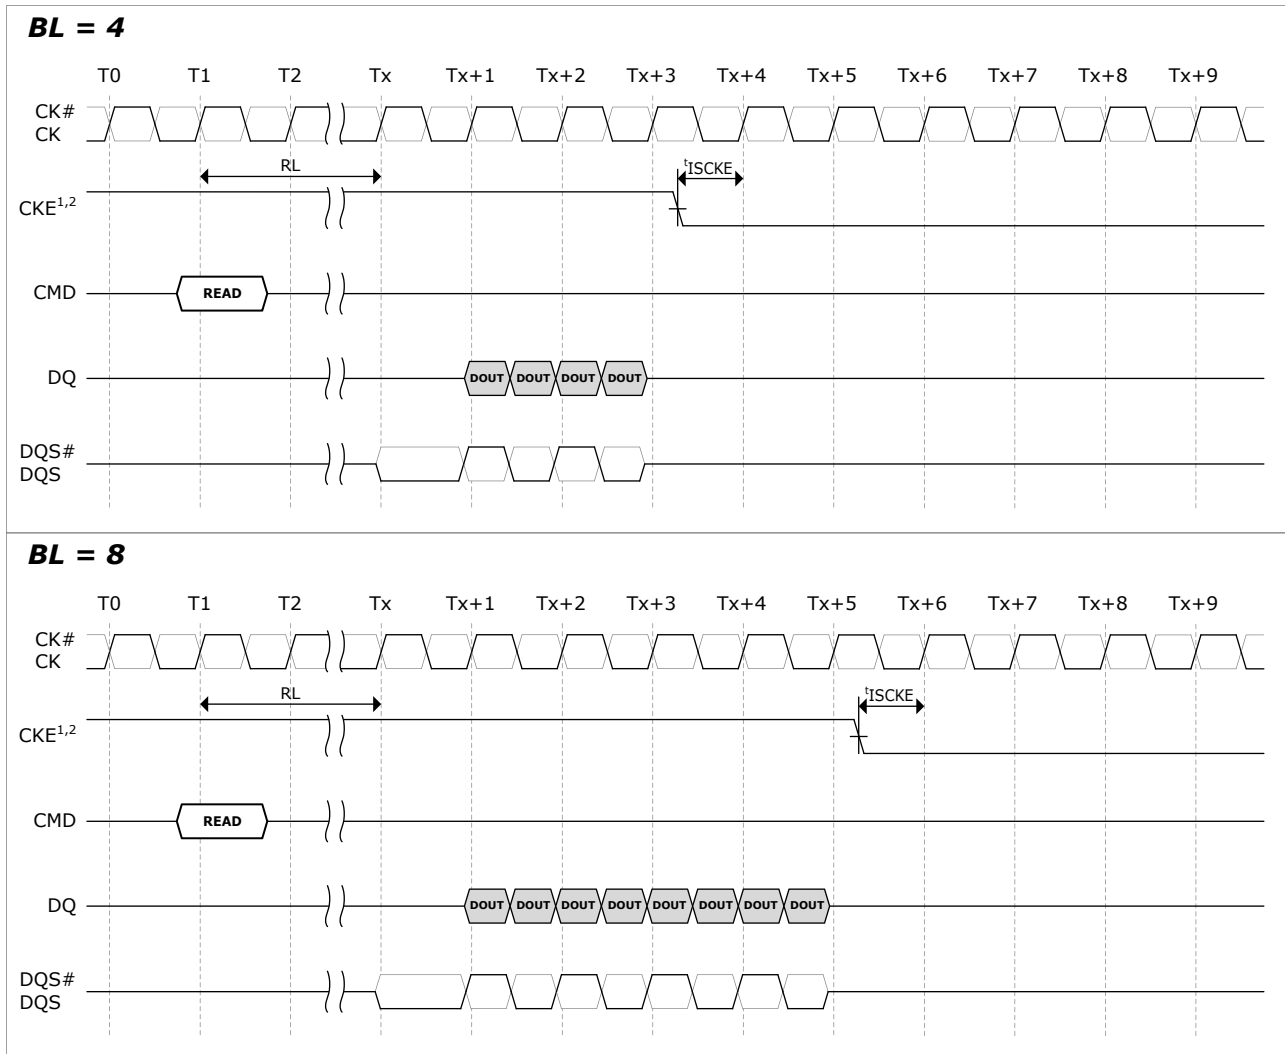 BL = 4
T0 T1 T2 Tx Tx+1 Tx+2 Tx+3 Tx+4 Tx+5 Tx+6 Tx+7 Tx+8 Tx+9
CK#
CK
RL
tISCKE
CKE1,2
CMD READ
DQ DOUT DOUT DOUT DOUT
DQS#
DQS
BL = 8
T0 T1 T2 Tx Tx+1 Tx+2 Tx+3 Tx+4 Tx+5 Tx+6 Tx+7 Tx+8 Tx+9
CK#
CK
RL
tISCKE
CKE1,2
CMD READ
DQ DOUT DOUT DOUT DOUT DOUT DOUT DOUT DOUT
DQS#
DQS